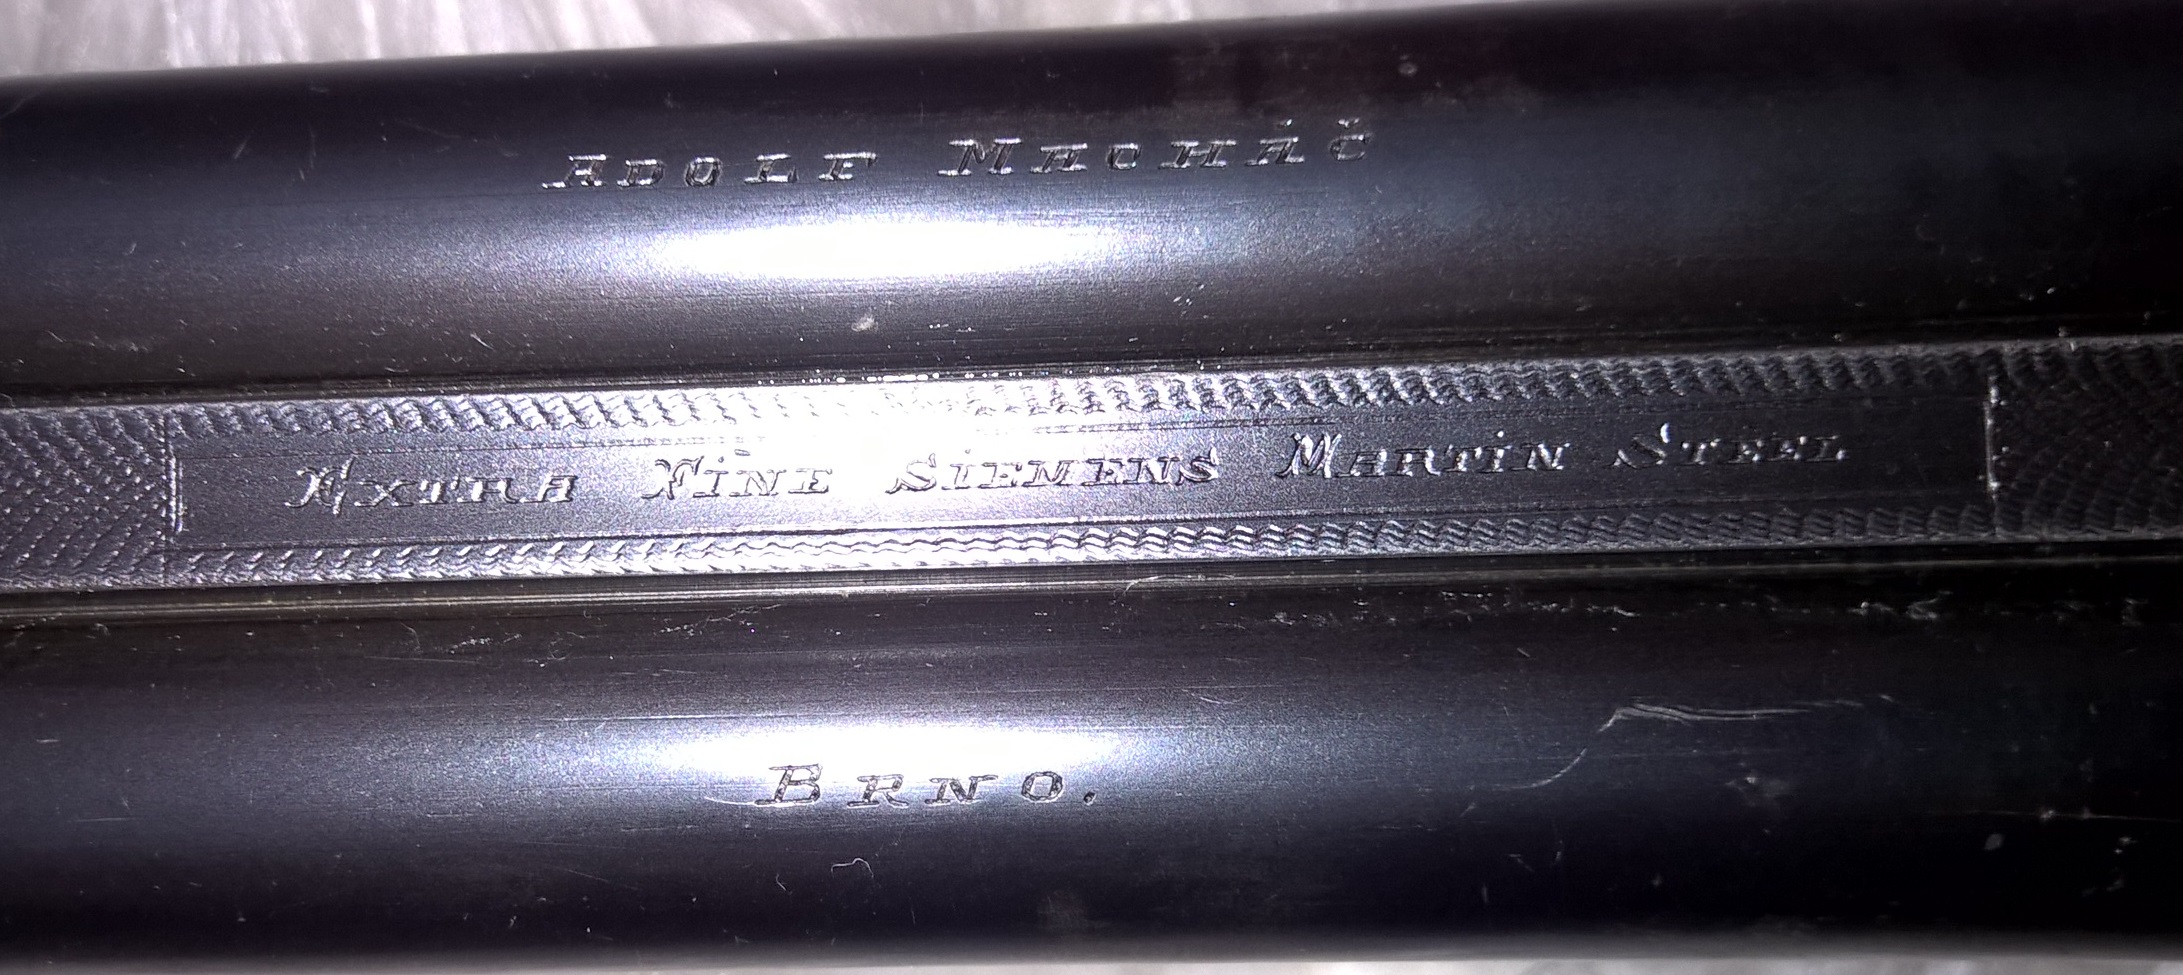 Adolf Macháč
Extra Fine Siemens Martin Steel
Brno.